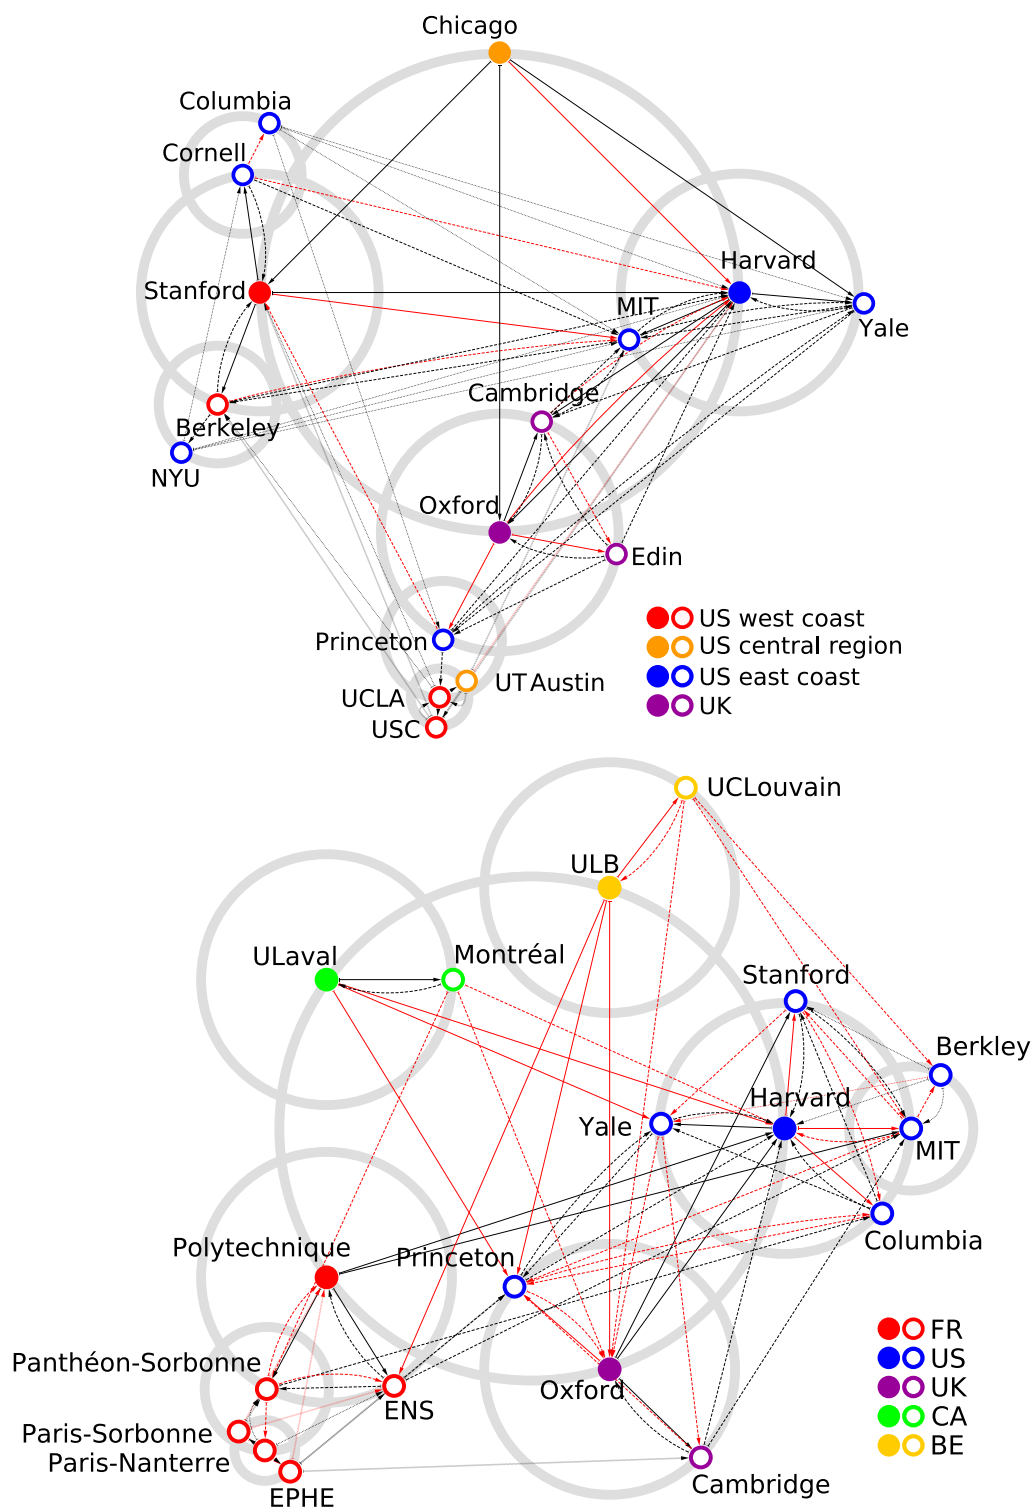 Chicago
Columbia
Cornell
Harvard
Stanford
MIT
Yale
Cambridge
Berkeley
NYU
Oxford
Edin
US west coast
Princeton
US central region
UTAustin
US east coast
UCLA
UK
USC
UCLouvain
ULB
Montréal
ULaval
Stanford
Berkley
Harvard
Yale
MIT
Columbia
Polytechnique
Princeton
FR
Panthéon-Sorbonne
US
Oxford
UK
ENS
CA
Paris-Sorbonne
BE
Paris-Nanterre
Cambridge
EPHE